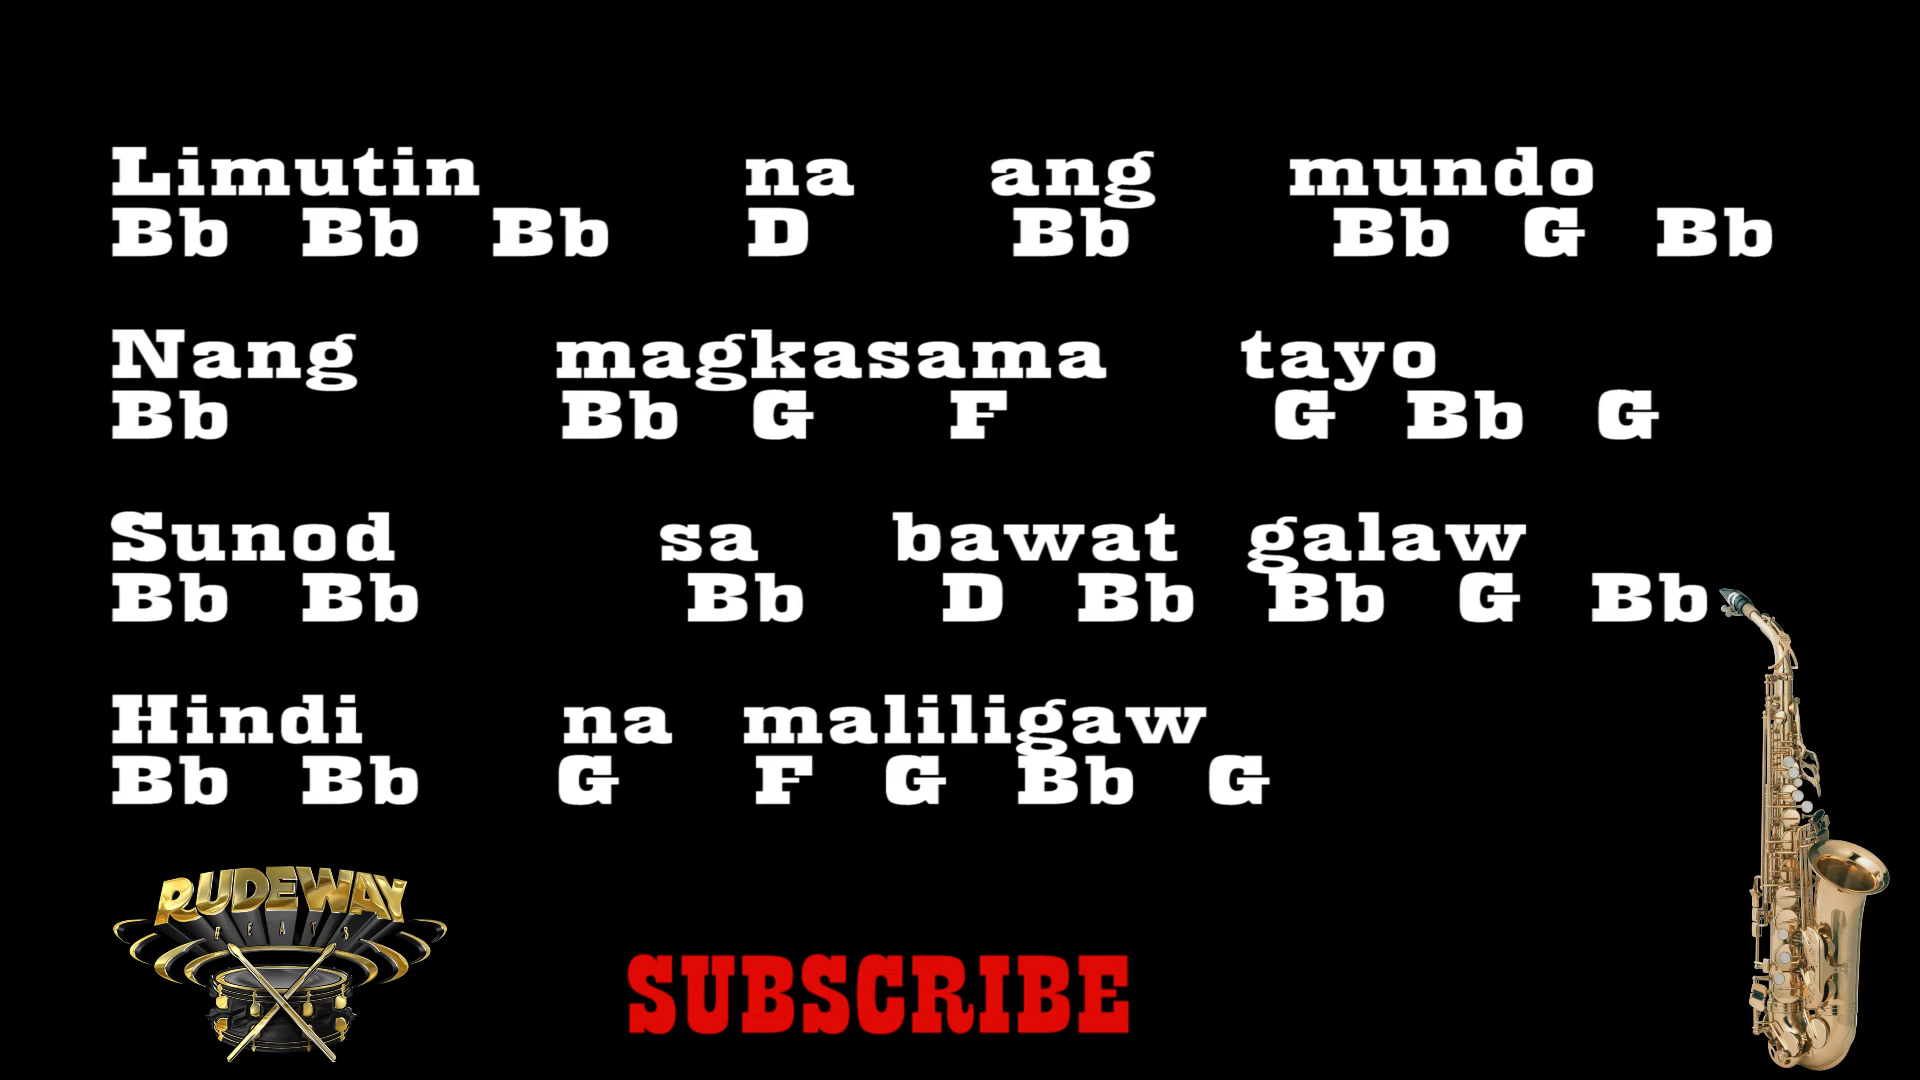 Limutin na ang mundo
Bb Bb Bb D Bb Bb G Bb
Nang magkasama tayo
Bb Bb G F G Bb G
Sunod sa bawat galaw
Bb Bb Bb D Bb Bb G Bb
Hindi na maliligaw
Bb Bb G F G Bb G
RUDEWAY
BEATS
SUBSCRIBE